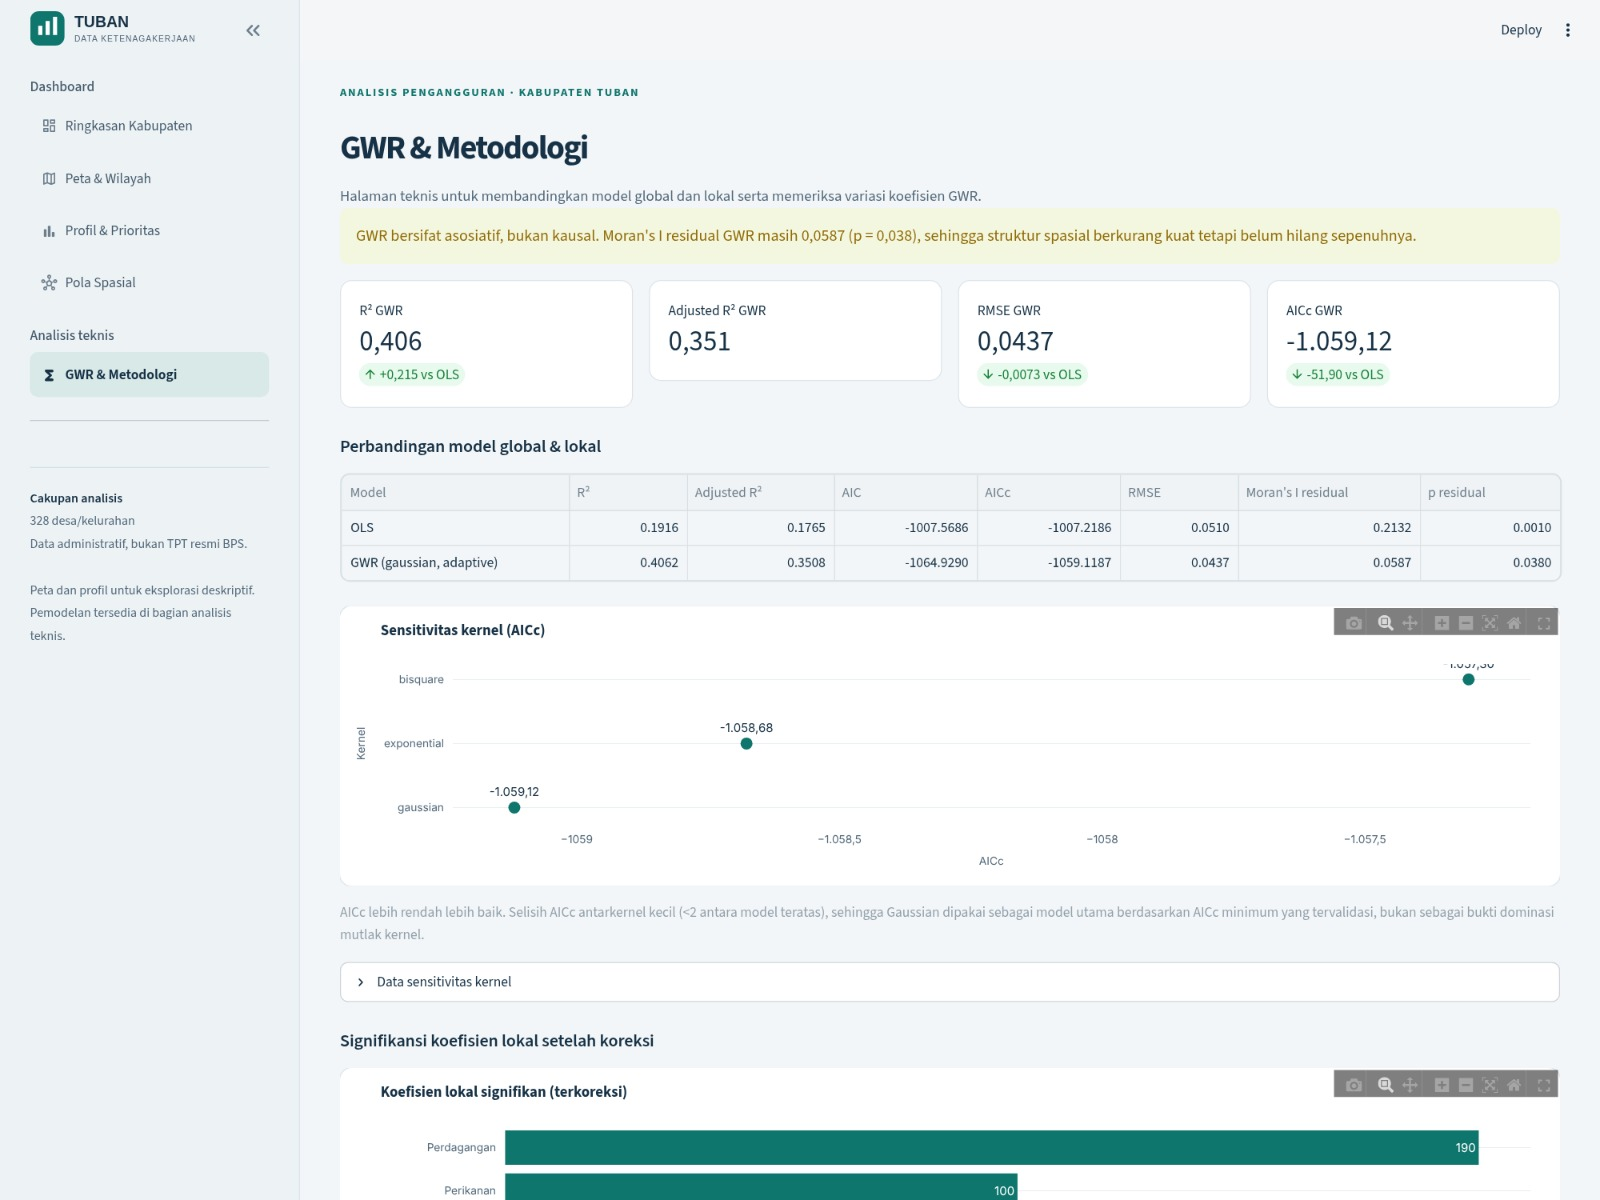 TUBAN
DATA KETENAGAKERJAAN
Dashboard
Ringkasan Kabupaten
Peta & Wilayah
Profil & Prioritas
Pola Spasial
Analisis teknis
GWR & Metodologi
Cakupan analisis
328 desa/kelurahan
Data administratif, bukan TPT resmi BPS.
Peta dan profil untuk eksplorasi deskriptif.
Pemodelan tersedia di bagian analisis
teknis.
Deploy
ANALISIS PENGANGGURAN · KABUPATEN TUBAN
GWR & Metodologi
Halaman teknis untuk membandingkan model global dan lokal serta memeriksa variasi koefisien GWR.
GWR bersifat asosiatif, bukan kausal. Moran's I residual GWR masih 0,0587 (p = 0,038), sehingga struktur spasial berkurang kuat tetapi belum hilang sepenuhnya.
R² GWR
0,406
↑ +0,215 vs OLS
Adjusted R² GWR
0,351
RMSE GWR
0,0437
↓ -0,0073 vs OLS
AICc GWR
-1.059,12
↓ -51,90 vs OLS
Perbandingan model global & lokal
Model R² Adjusted R² AIC AICc RMSE Moran's I residual p residual
OLS 0.1916 0.1765 -1007.5686 -1007.2186 0.0510 0.2132 0.0010
GWR (gaussian, adaptive) 0.4062 0.3508 -1064.9290 -1059.1187 0.0437 0.0587 0.0380
Sensitivitas kernel (AICc)
bisquare
-1.058,68
exponential
Kernel
-1.059,12
gaussian
−1059 −1.058,5 −1058 −1.057,5
AICc
AICc lebih rendah lebih baik. Selisih AICc antarkernel kecil (<2 antara model teratas), sehingga Gaussian dipakai sebagai model utama berdasarkan AICc minimum yang tervalidasi, bukan sebagai bukti dominasi
mutlak kernel.
Data sensitivitas kernel
Signifikansi koefisien lokal setelah koreksi
Koefisien lokal signifikan (terkoreksi)
Perdagangan 190
Perikanan 100